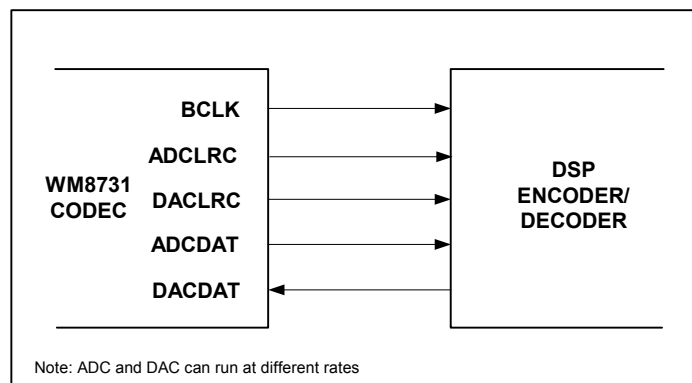 BCLK
ADCLRC
WM8731
CODEC
DACLRC
ADCDAT
DACDAT
DSP
ENCODER/
DECODER
Note: ADC and DAC can run at different rates